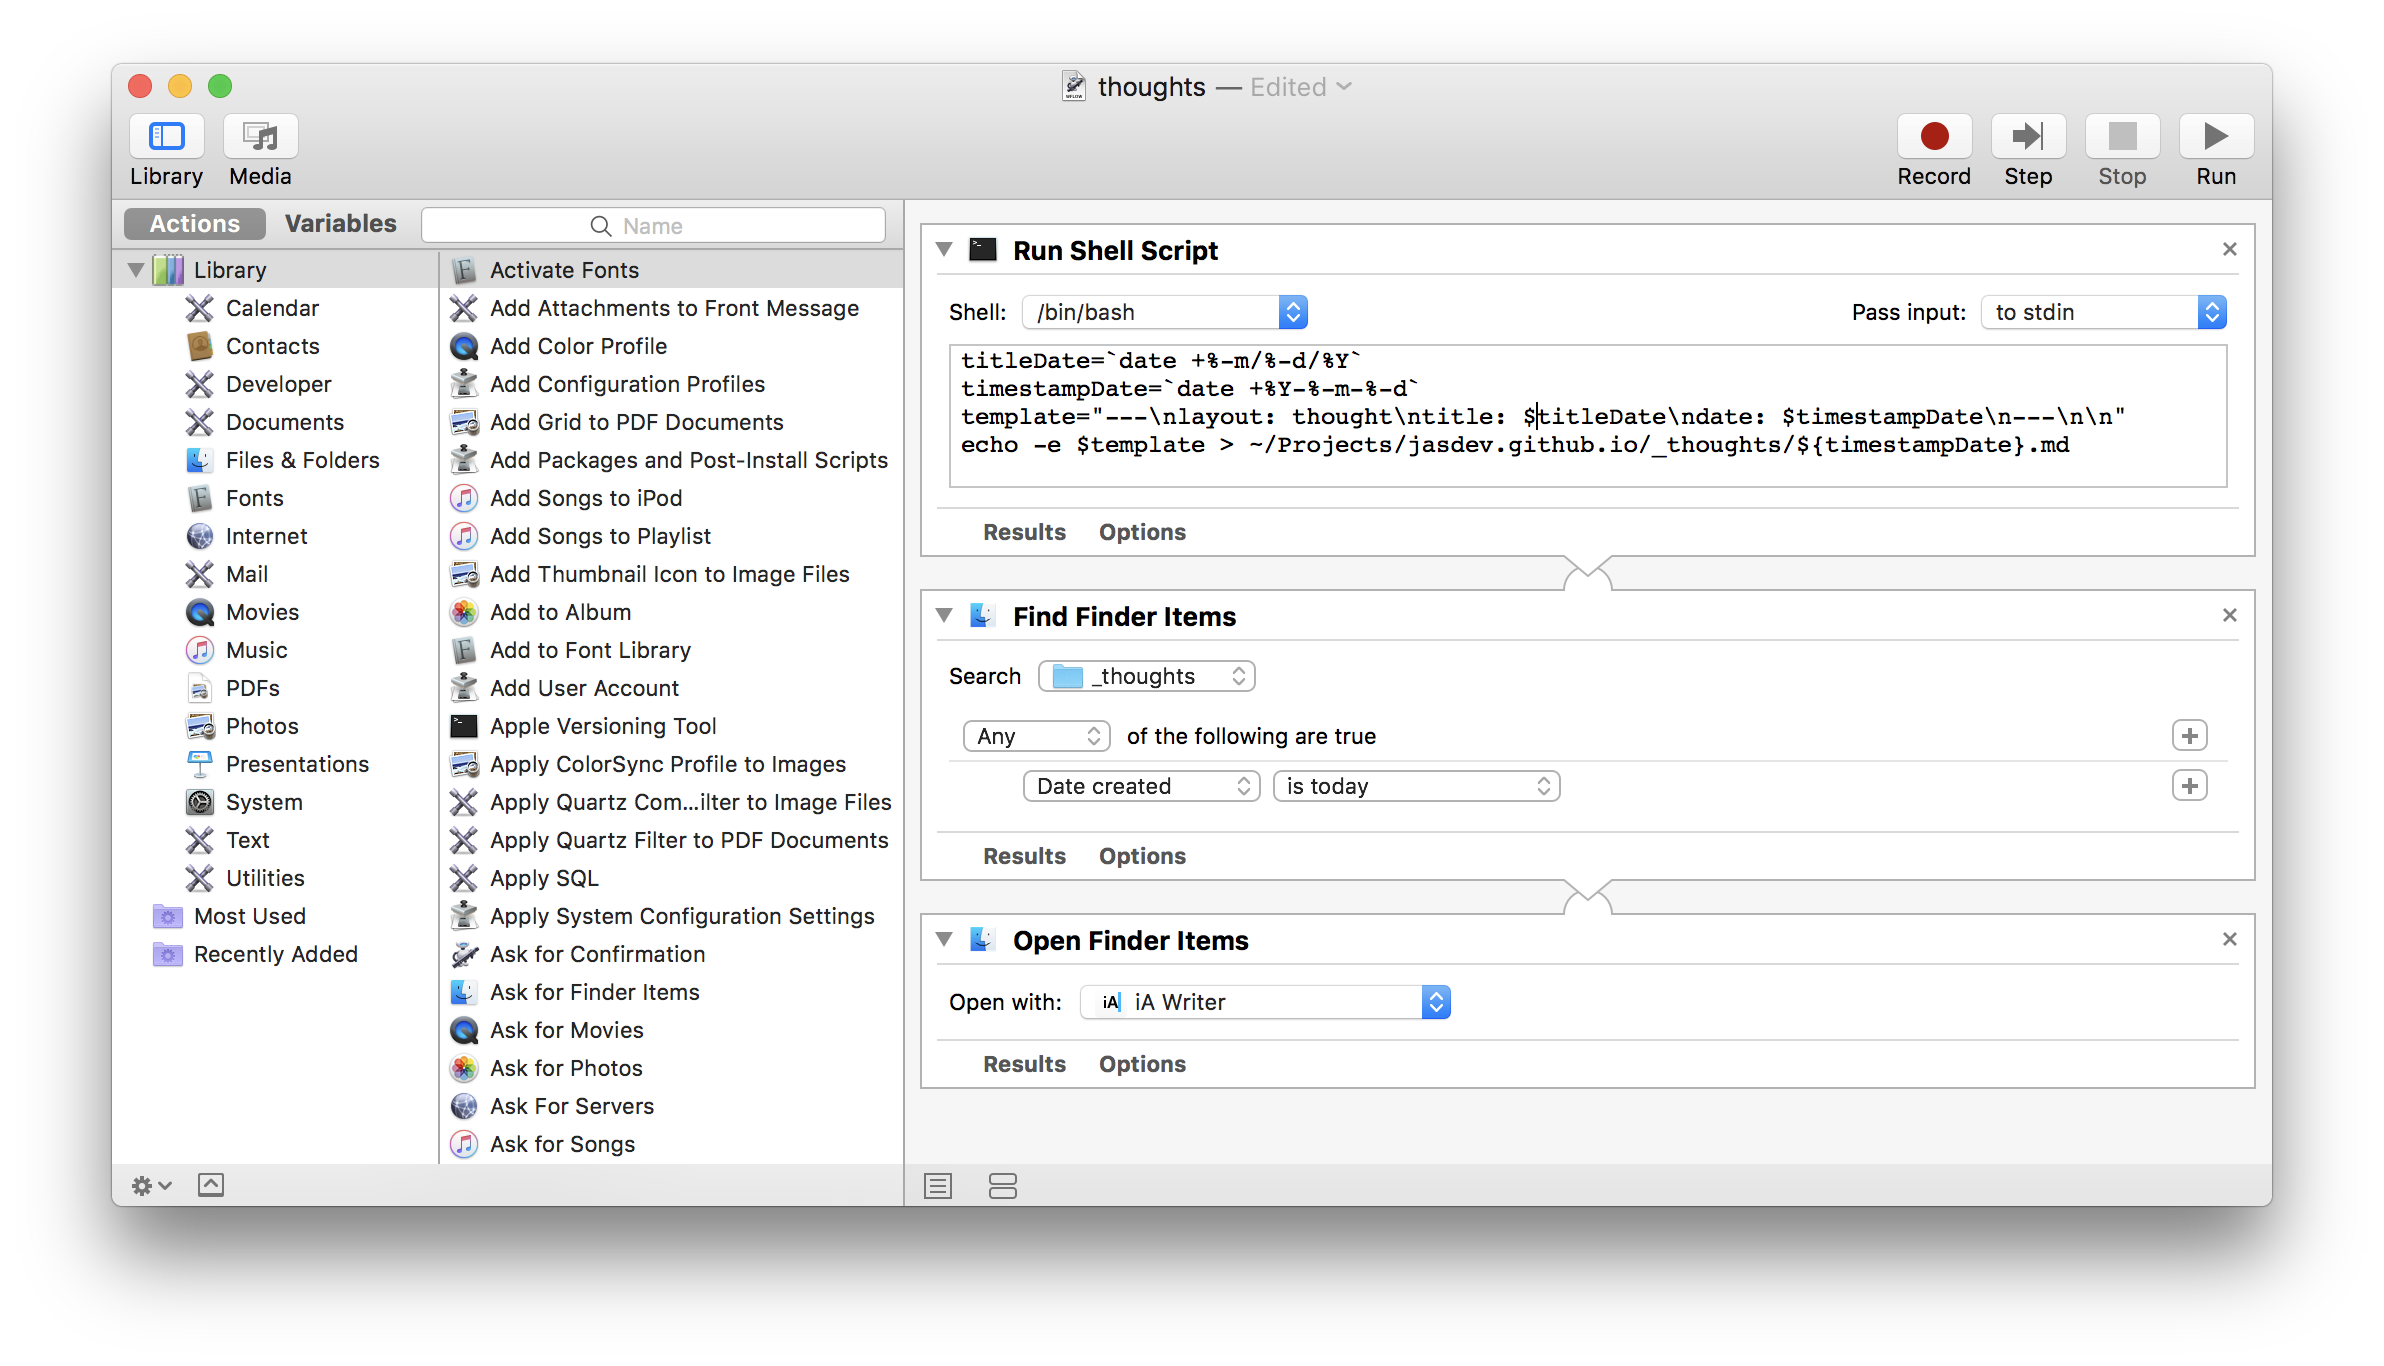 thoughts — Edited
Library
Media
Record
Step
Stop
Run
Actions
Variables
Name
Library
Calendar
Contacts
Developer
Documents
Files & Folders
Fonts
Internet
Mail
Movies
Music
PDFs
Photos
Presentations
System
Text
Utilities
Most Used
Recently Added
Activate Fonts
Add Attachments to Front Message
Add Color Profile
Add Configuration Profiles
Add Grid to PDF Documents
Add Packages and Post-Install Scripts
Add Songs to iPod
Add Songs to Playlist
Add Thumbnail Icon to Image Files
Add to Album
Add to Font Library
Add User Account
Apple Versioning Tool
Apply ColorSync Profile to Images
Apply Quartz Com...ilter to Image Files
Apply Quartz Filter to PDF Documents
Apply SQL
Apply System Configuration Settings
Ask for Confirmation
Ask for Finder Items
Ask for Movies
Ask for Photos
Ask For Servers
Ask for Songs
Run Shell Script
Shell: /bin/bash
Pass input: to stdin
titleDate=`date +%-m/%-d/%Y`
timestampDate=`date +%Y-%-m-%-d`
template="---\nlayout: thought\ntitle: $titleDate\ndate: $timestampDate\n---\n\n"
echo -e $template > ~/Projects/jasdev.github.io/_thoughts/${timestampDate}.md
Results Options
Find Finder Items
Search _thoughts
Any of the following are true
Date created is today
Results Options
Open Finder Items
Open with: iA iA Writer
Results Options